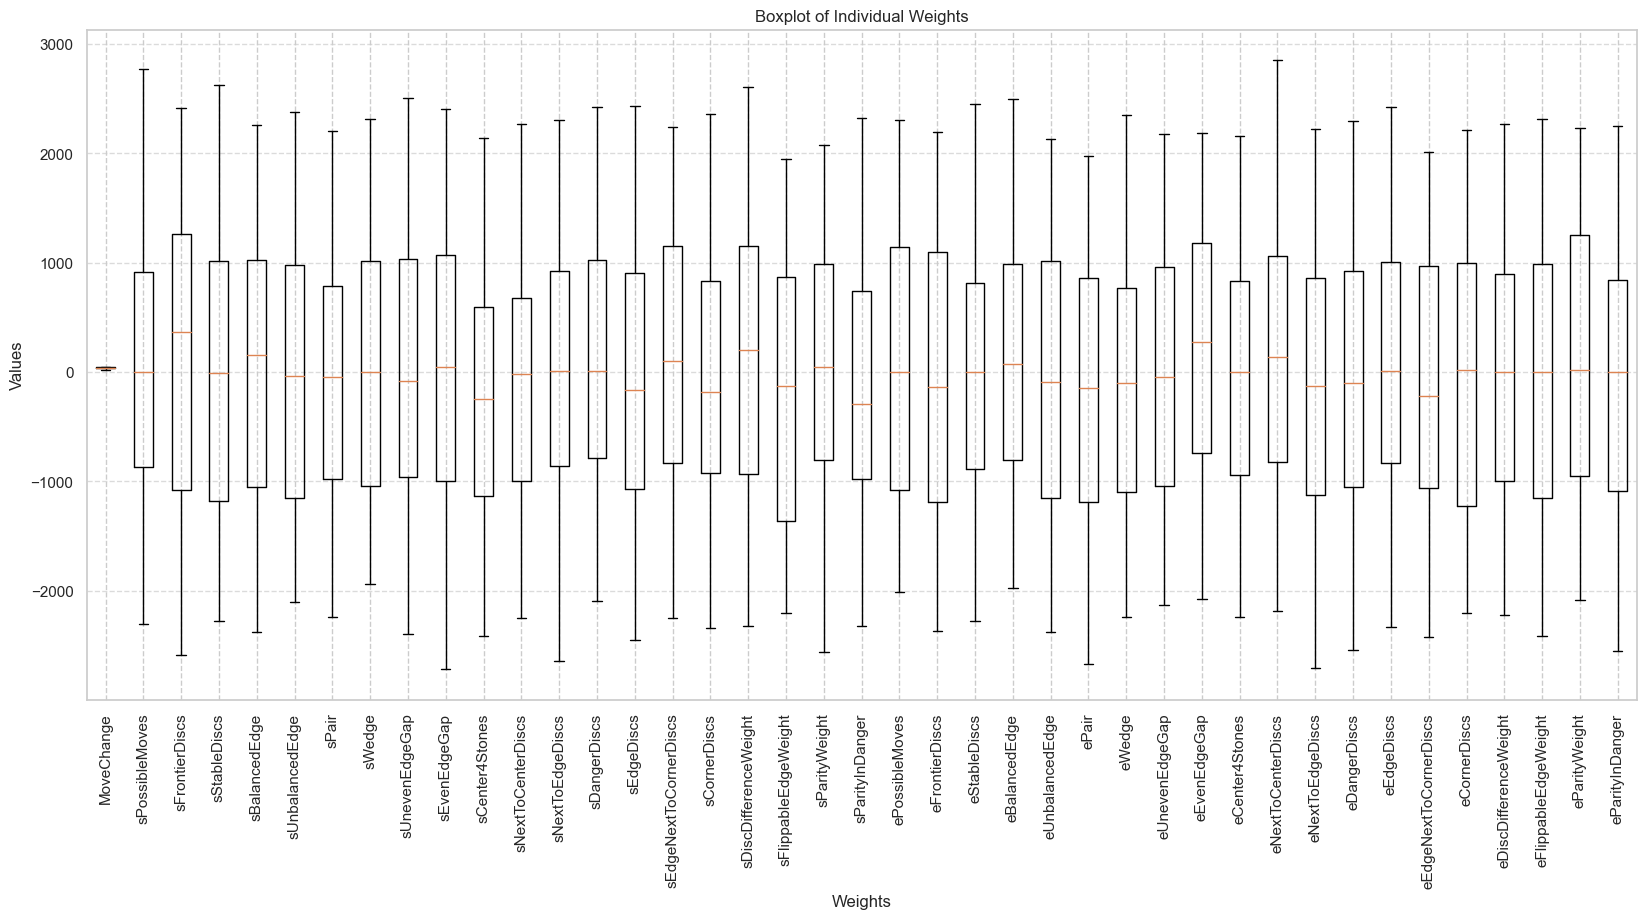 Boxplot of Individual Weights
Values
3000
2000
1000
0
−1000
−2000
MoveChange
sPossibleMoves
sFrontierDiscs
sStableDiscs
sBalancedEdge
sUnbalancedEdge
sPair
sWedge
sUnevenEdgeGap
sEvenEdgeGap
sCenter4Stones
sNextToCenterDiscs
sNextToEdgeDiscs
sDangerDiscs
sEdgeDiscs
sEdgeNextToCornerDiscs
sCornerDiscs
sDiscDifferenceWeight
sFlippableEdgeWeight
sParityWeight
sParityInDanger
ePossibleMoves
eFrontierDiscs
eStableDiscs
eBalancedEdge
eUnbalancedEdge
ePair
eWedge
eUnevenEdgeGap
eEvenEdgeGap
eCenter4Stones
eNextToCenterDiscs
eNextToEdgeDiscs
eDangerDiscs
eEdgeDiscs
eEdgeNextToCornerDiscs
eCornerDiscs
eDiscDifferenceWeight
eFlippableEdgeWeight
eParityWeight
eParityInDanger
Weights